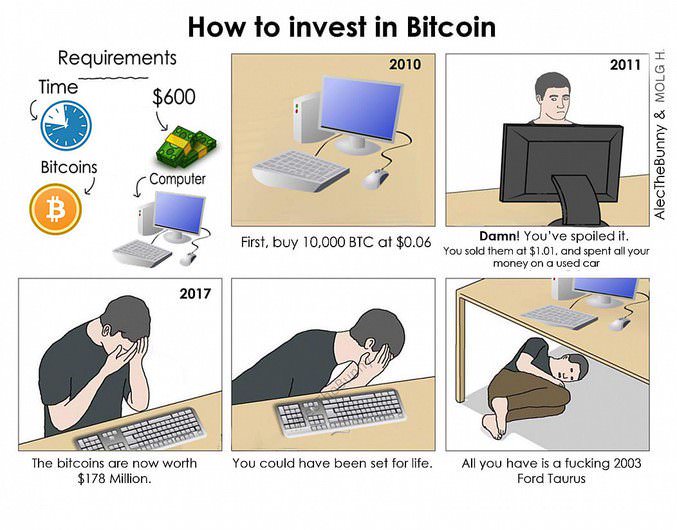 How to invest in Bitcoin
Requirements
Time
$600
Bitcoins
Computer
2010
First, buy 10,000 BTC at $0.06
2011
Damn! You've spoiled it.
You sold them at $1.01, and spent all your
money on a used car
AlecTheBunny & MOLG H.
2017
The bitcoins are now worth
$178 Million.
You could have been set for life.
All you have is a fucking 2003
Ford Taurus